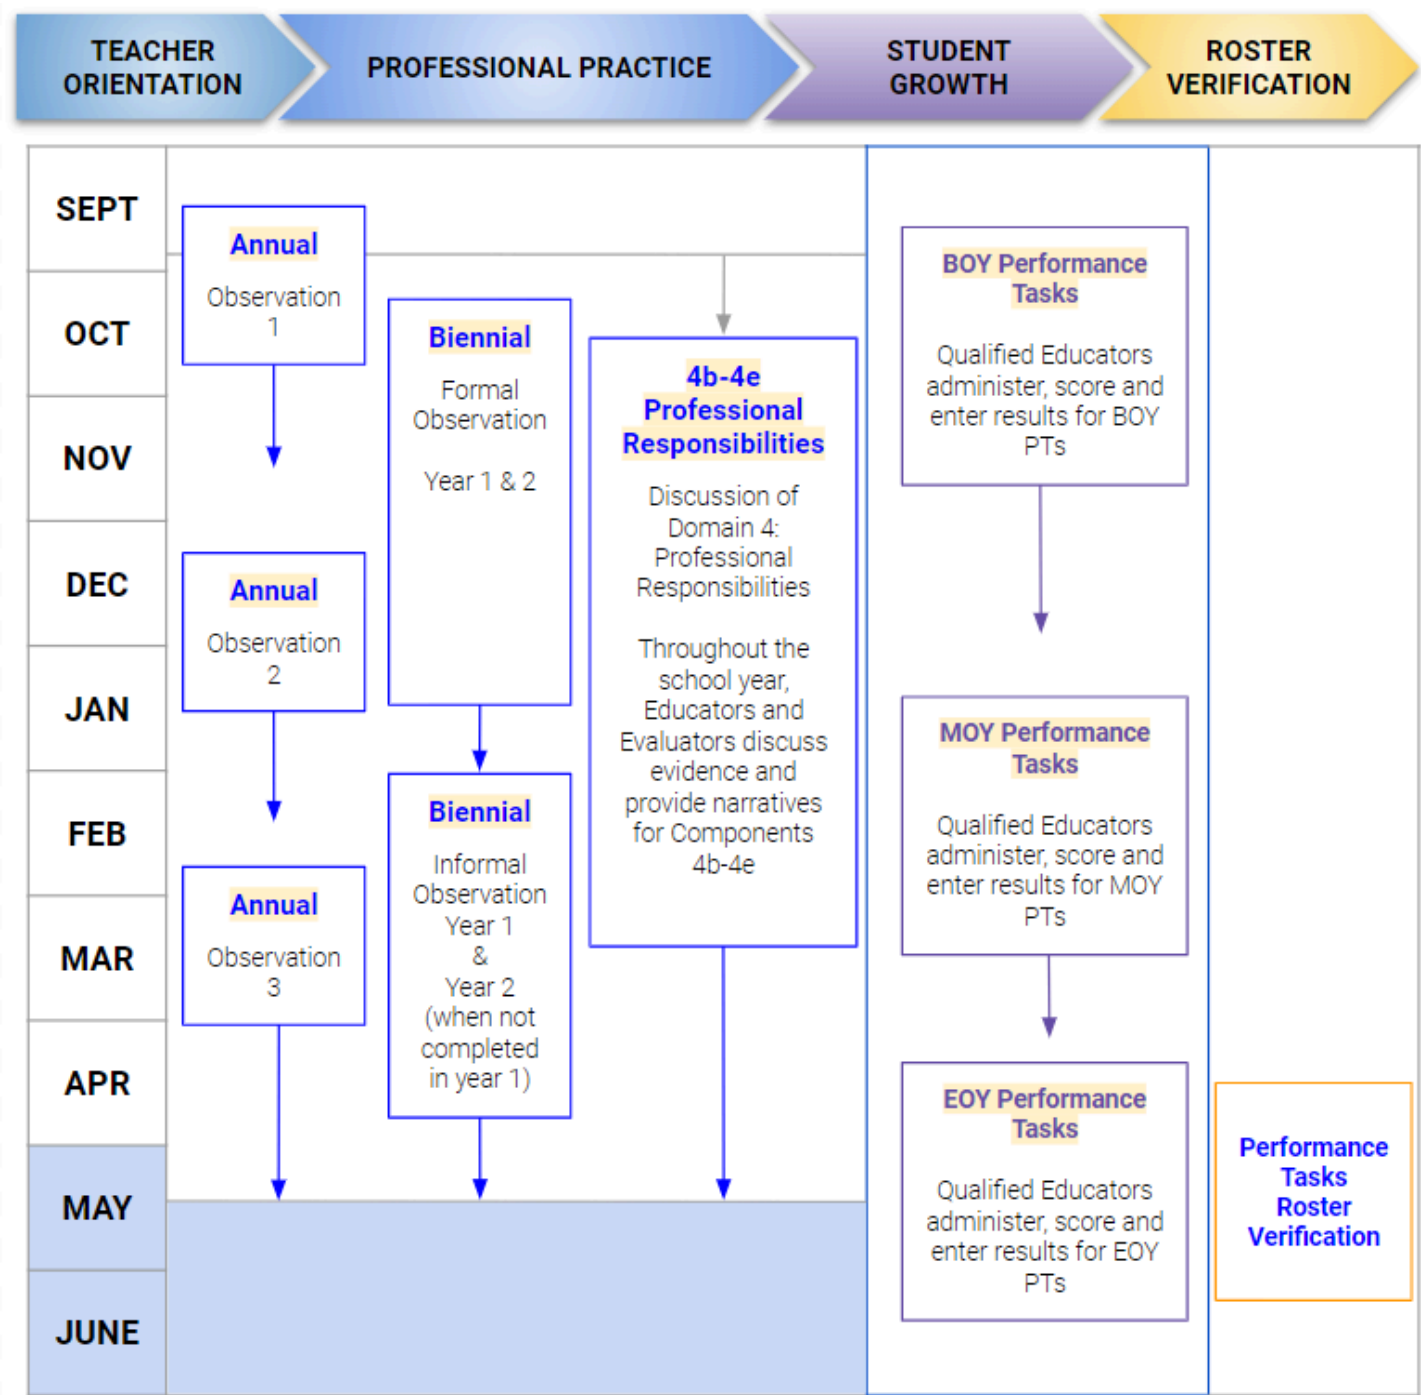 TEACHER
ORIENTATION
PROFESSIONAL PRACTICE
STUDENT
GROWTH
ROSTER
VERIFICATION
SEPT
OCT
NOV
DEC
JAN
FEB
MAR
APR
MAY
JUNE
Annual
Observation
1
Annual
Observation
2
Annual
Observation
3
Biennial
Formal
Observation
Year 1 & 2
Biennial
Informal
Observation
Year 1
&
Year 2
(when not
completed
in year 1)
4b-4e
Professional
Responsibilities
Discussion of
Domain 4:
Professional
Responsibilities
Throughout the
school year,
Educators and
Evaluators discuss
evidence and
provide narratives
for Components
4b-4e
BOY Performance
Tasks
Qualified Educators
administer, score and
enter results for BOY
PTs
MOY Performance
Tasks
Qualified Educators
administer, score and
enter results for MOY
PTs
EOY Performance
Tasks
Qualified Educators
administer, score and
enter results for EOY
PTs
Performance
Tasks
Roster
Verification